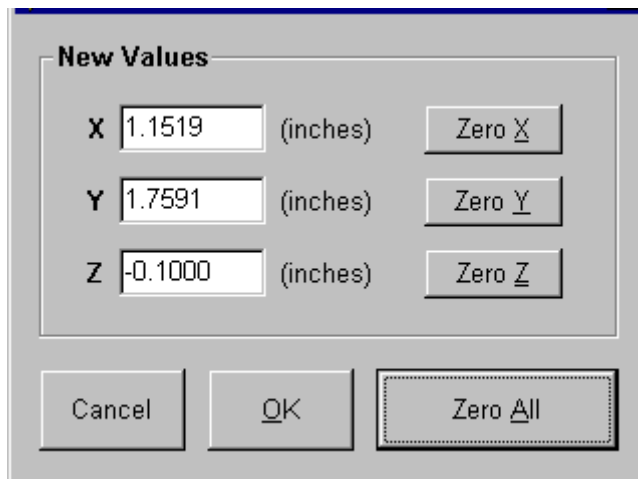 New Values
X 1.1519 (inches) Zero X
Y 1.7591 (inches) Zero Y
Z -0.1000 (inches) Zero Z
Cancel OK Zero All